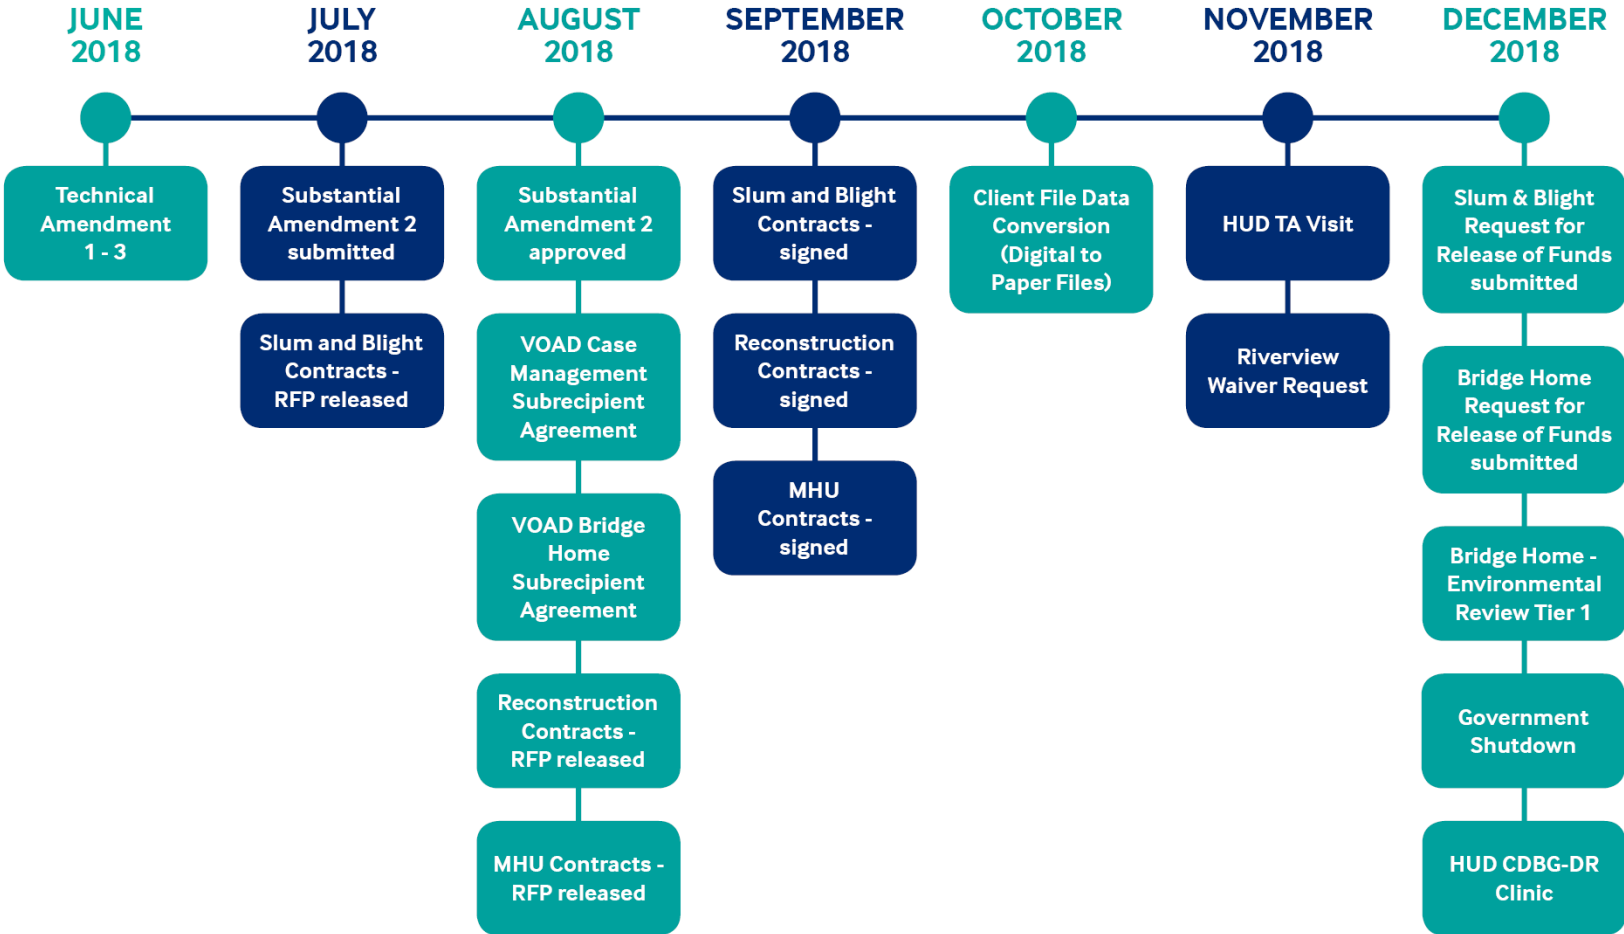 JUNE
2018
JULY
2018
AUGUST
2018
SEPTEMBER
2018
OCTOBER
2018
NOVEMBER
2018
DECEMBER
2018
Technical
Amendment
1 - 3
Substantial
Amendment 2
submitted
Slum and Blight
Contracts -
RFP released
Substantial
Amendment 2
approved
VOAD Case
Management
Subrecipient
Agreement
VOAD Bridge
Home
Subrecipient
Agreement
Reconstruction
Contracts -
RFP released
MHU Contracts -
RFP released
Slum and Blight
Contracts -
signed
Reconstruction
Contracts -
signed
MHU
Contracts -
signed
Client File Data
Conversion
(Digital to
Paper Files)
HUD TA Visit
Riverview
Waiver Request
Slum & Blight
Request for
Release of Funds
submitted
Bridge Home
Request for
Release of Funds
submitted
Bridge Home -
Environmental
Review Tier 1
Government
Shutdown
HUD CDBG-DR
Clinic